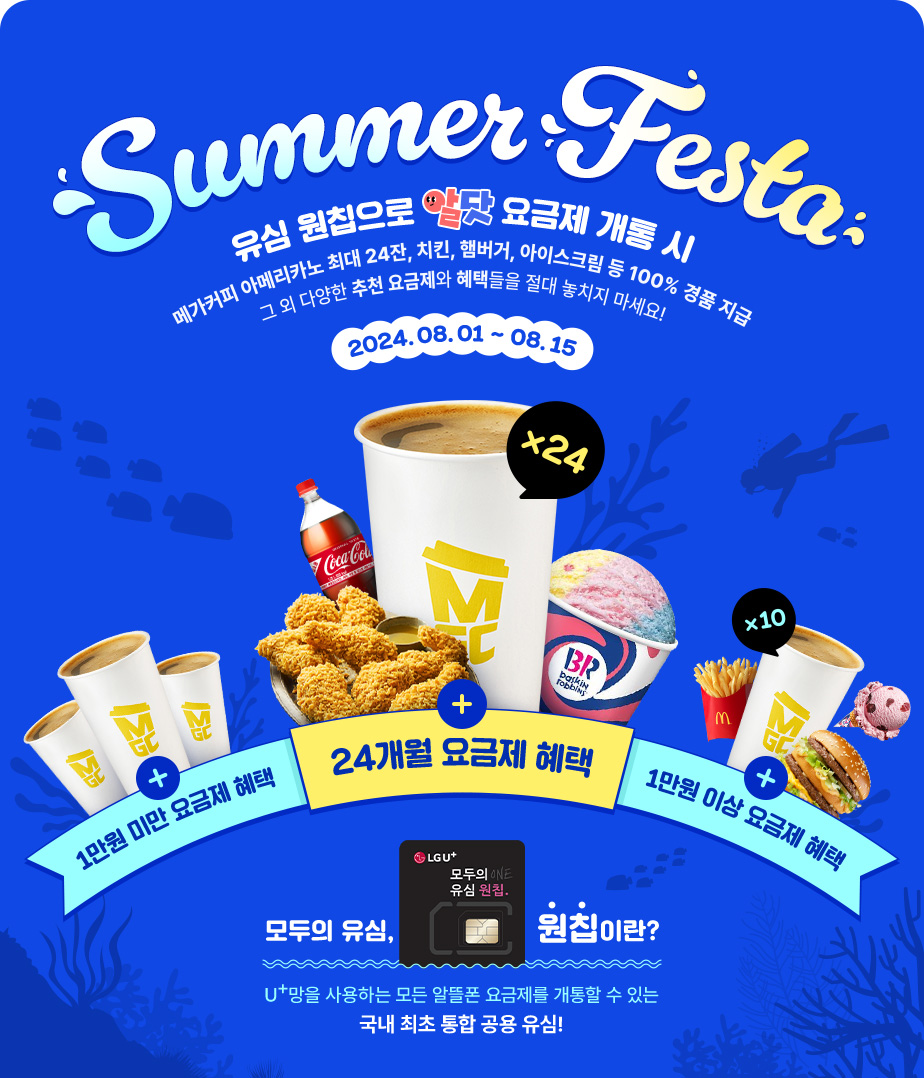 Summer Festa
유심 원칩으로 알닷 요금제 개통 시
메가커피 아메리카노 최대 24잔, 치킨, 햄버거, 아이스크림 등 100% 경품 지급
그 외 다양한 추천 요금제와 혜택들을 절대 놓치지 마세요!
2024. 08. 01 ~ 08. 15
×24
Coca-Cola
MGC
BR
baskin robbins
×10
m
MGC
MGC
MGC
MGC
+
24개월 요금제 혜택
+
1만원 미만 요금제 혜택
+
1만원 이상 요금제 혜택
LG U+
모두의 ONE
유심 원칩.
모두의 유심, 원칩이란?
U+망을 사용하는 모든 알뜰폰 요금제를 개통할 수 있는
국내 최초 통합 공용 유심!